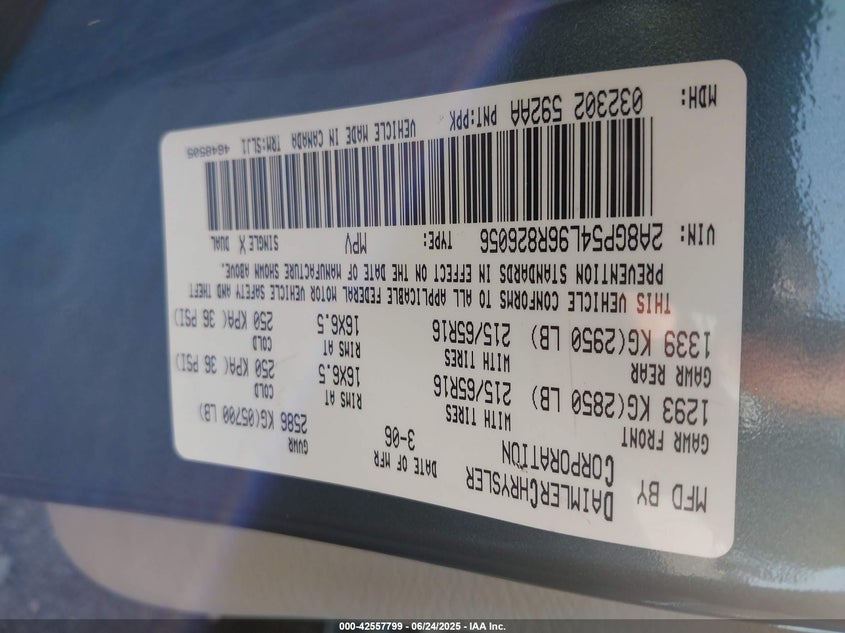 MFD BY DAIMLERCHRYSLER CORPORATION DATE OF MFR 3-06 GVWR 2586 KG(05700 LB)
GAWR FRONT 1293 KG(2850 LB) WITH TIRES 215/65R16 RIMS AT 16X6.5 COLD 250 KPA( 36 PSI)
GAWR REAR 1339 KG(2950 LB) WITH TIRES 215/65R16 RIMS AT 16X6.5 COLD 250 KPA( 36 PSI)
THIS VEHICLE CONFORMS TO ALL APPLICABLE FEDERAL MOTOR VEHICLE SAFETY AND THEFT
PREVENTION STANDARDS IN EFFECT ON THE DATE OF MANUFACTURE SHOWN ABOVE.
VIN: 2A8GP54L96R826056 TYPE: MPV SINGLE X DUAL
MDH: 032302 592AA PNT:PPK VEHICLE MADE IN CANADA TRM:SLJ1 4648505
000-42557799 - 06/24/2025 - IAA Inc.